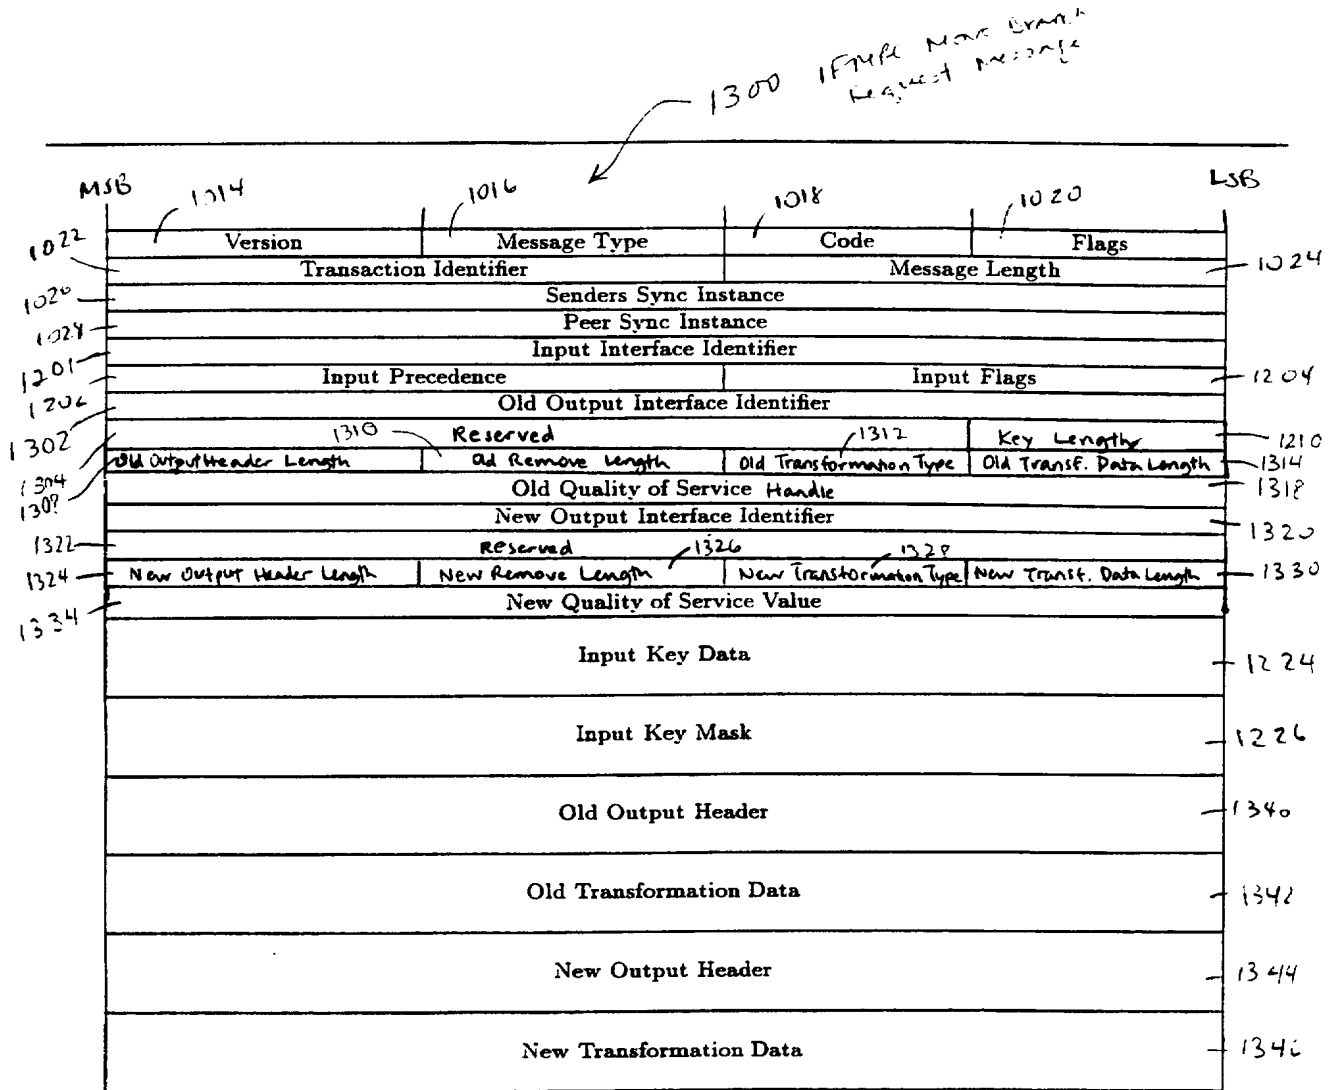 1300 IFMP Move Branch
Request Message
MSB
LSB
1014
1016
1018
1020
Version Message Type Code Flags
1022
Transaction Identifier Message Length
1024
Senders Sync Instance
Peer Sync Instance
1028
Input Interface Identifier
1201
Input Precedence Input Flags
1204
Old Output Interface Identifier
1302
1310
1312
Reserved Key Length
1210
1304
Old Output Header Length Old Remove Length Old Transformation Type Old Transf. Data Length
1314
Old Quality of Service Handle
1318
New Output Interface Identifier
1320
1322
Reserved
1326
1328
1324
New Output Header Length New Remove Length New Transformation Type New Transf. Data Length
1330
New Quality of Service Value
1334
Input Key Data
1224
Input Key Mask
1226
Old Output Header
1340
Old Transformation Data
1342
New Output Header
1344
New Transformation Data